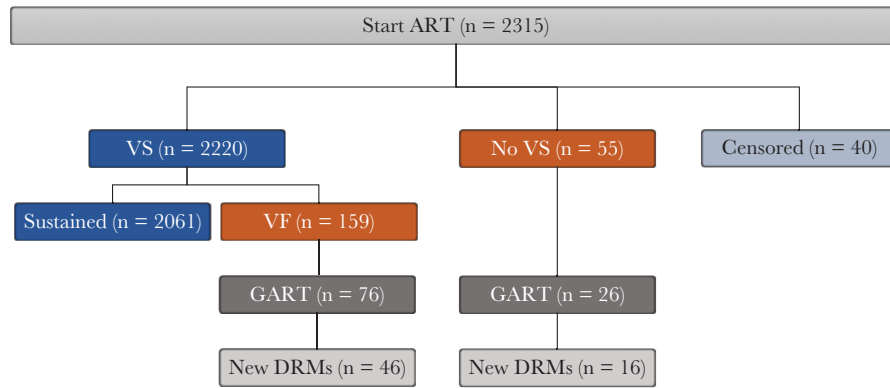 Start ART (n = 2315)
VS (n = 2220)
No VS (n = 55)
Censored (n = 40)
Sustained (n = 2061)
VF (n = 159)
GART (n = 76)
GART (n = 26)
New DRMs (n = 46)
New DRMs (n = 16)